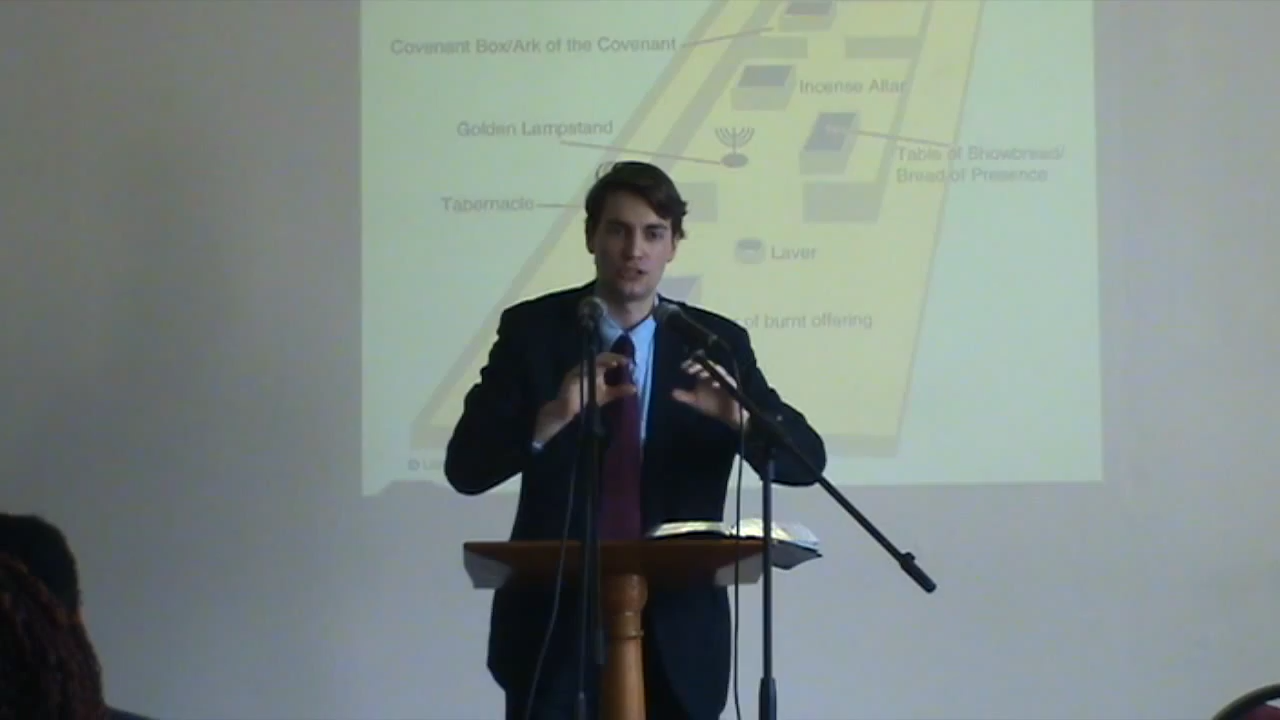 Covenant Box/Ark of the Covenant
Incense Altar
Golden Lampstand
Table of Showbread/
Bread of Presence
Tabernacle
Laver
of burnt offering